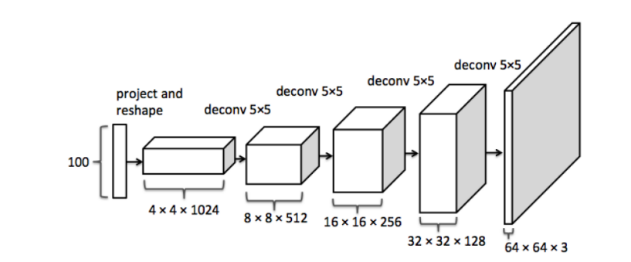 project and
reshape
deconv 5×5
deconv 5×5
deconv 5×5
deconv 5×5
100
4 × 4 × 1024
8 × 8 × 512
16 × 16 × 256
32 × 32 × 128
64 × 64 × 3